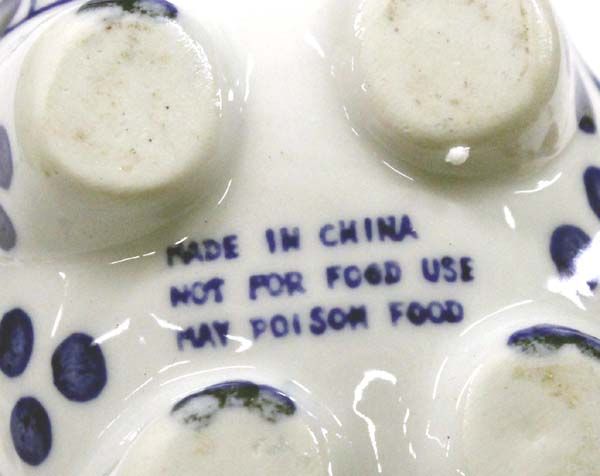 MADE IN CHINA
NOT FOR FOOD USE
MAY POISON FOOD